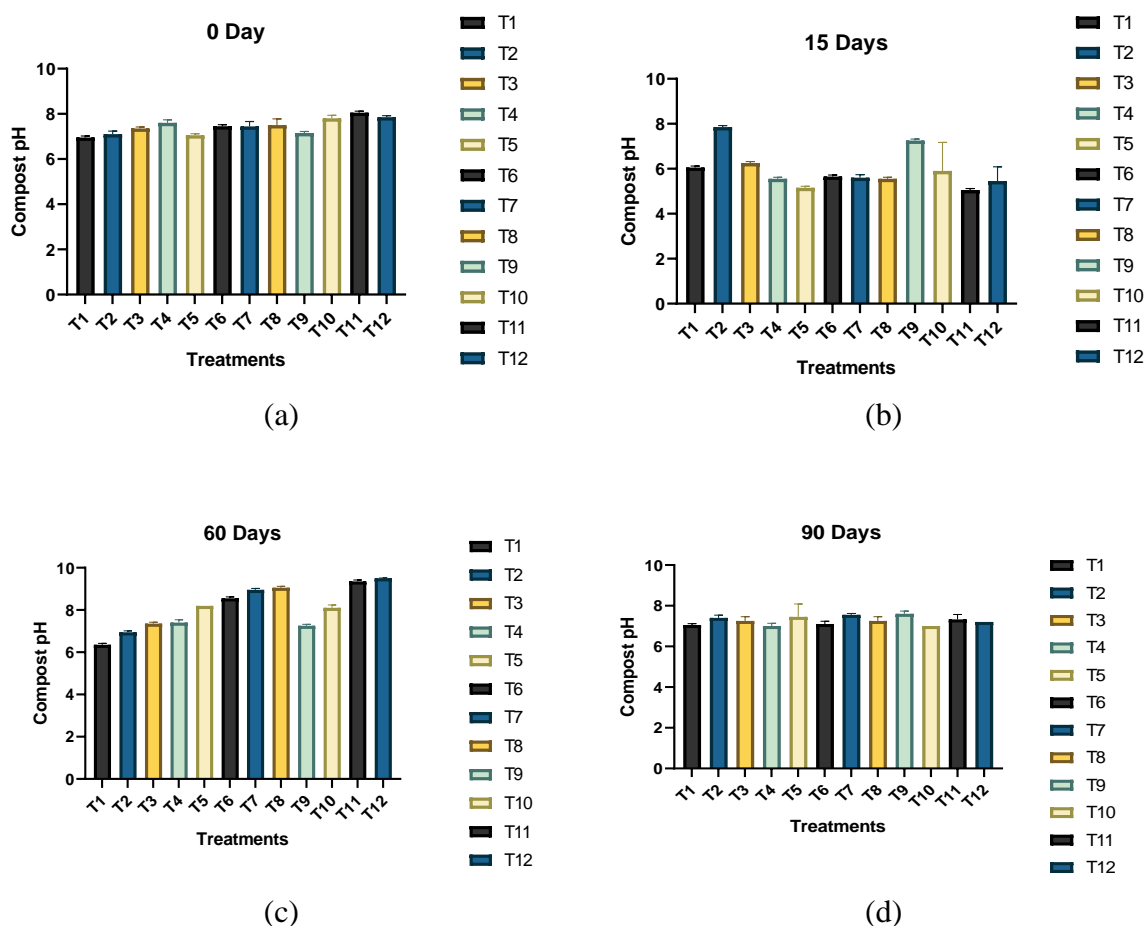 0 Day
Compost pH
10
8
6
4
2
0
T1 T2 T3 T4 T5 T6 T7 T8 T9 T10 T11 T12
Treatments
T1
T2
T3
T4
T5
T6
T7
T8
T9
T10
T11
T12
(a)
15 Days
Compost pH
10
8
6
4
2
0
T1 T2 T3 T4 T5 T6 T7 T8 T9 T10 T11 T12
Treatments
T1
T2
T3
T4
T5
T6
T7
T8
T9
T10
T11
T12
(b)
60 Days
Compost pH
10
8
6
4
2
0
T1 T2 T3 T4 T5 T6 T7 T8 T9 T10 T11 T12
Treatments
T1
T2
T3
T4
T5
T6
T7
T8
T9
T10
T11
T12
(c)
90 Days
Compost pH
10
8
6
4
2
0
T1 T2 T3 T4 T5 T6 T7 T8 T9 T10 T11 T12
Treatments
T1
T2
T3
T4
T5
T6
T7
T8
T9
T10
T11
T12
(d)